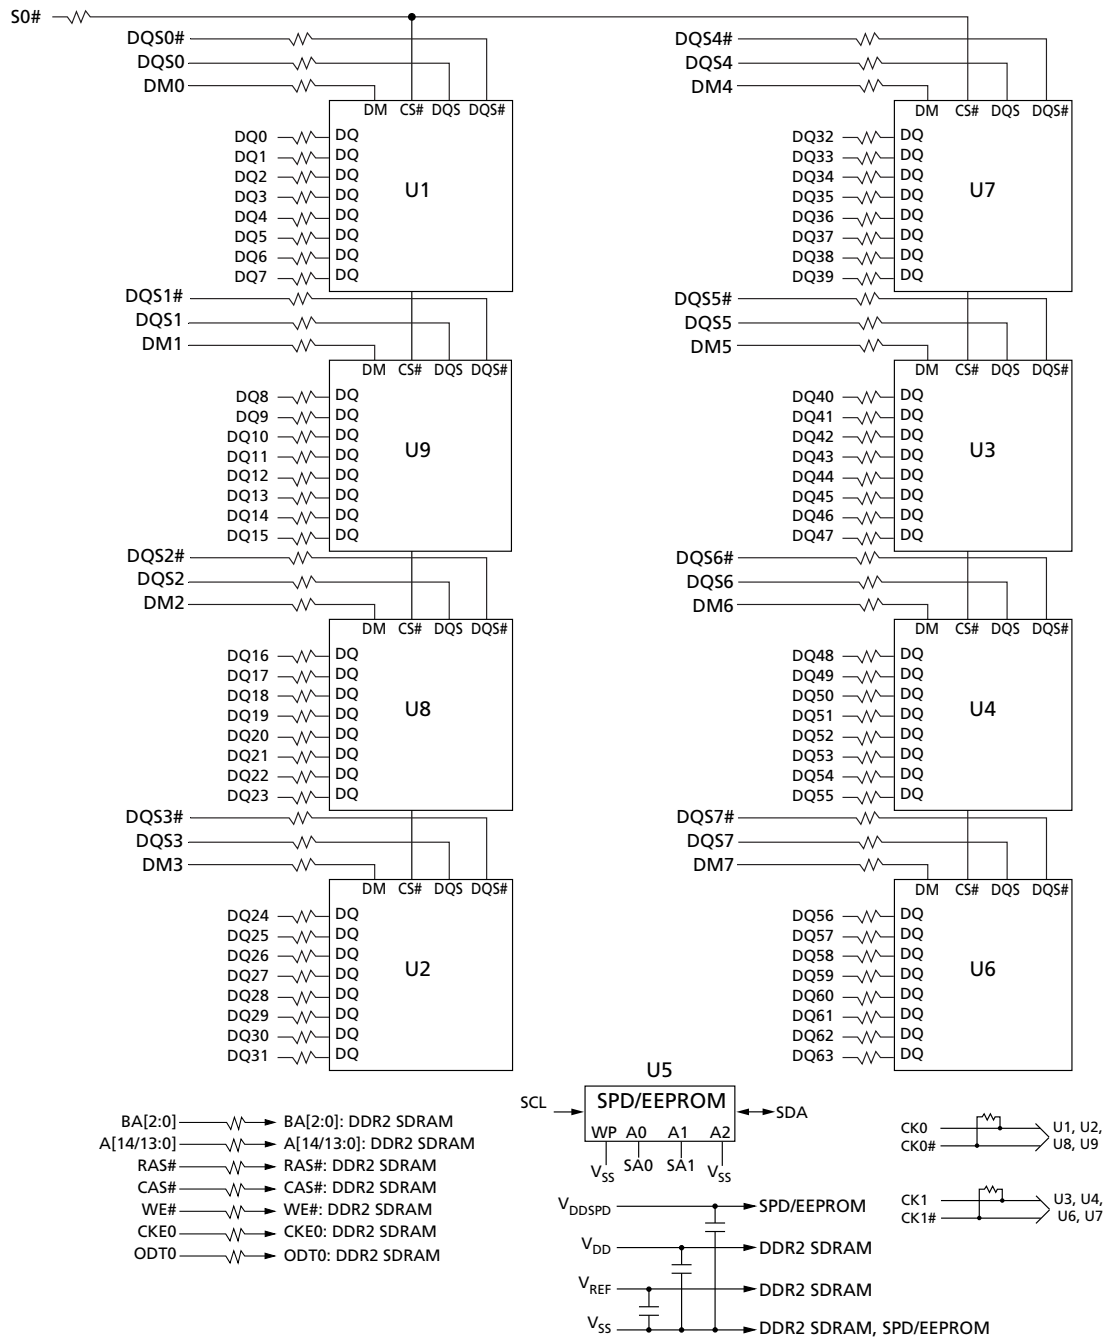 S0#
DQS0#
DQS0
DM0
DM CS# DQS DQS#
DQ0 DQ
DQ1 DQ
DQ2 DQ
DQ3 DQ
DQ4 DQ
DQ5 DQ
DQ6 DQ
DQ7 DQ
U1
DQS1#
DQS1
DM1
DM CS# DQS DQS#
DQ8 DQ
DQ9 DQ
DQ10 DQ
DQ11 DQ
DQ12 DQ
DQ13 DQ
DQ14 DQ
DQ15 DQ
U9
DQS2#
DQS2
DM2
DM CS# DQS DQS#
DQ16 DQ
DQ17 DQ
DQ18 DQ
DQ19 DQ
DQ20 DQ
DQ21 DQ
DQ22 DQ
DQ23 DQ
U8
DQS3#
DQS3
DM3
DM CS# DQS DQS#
DQ24 DQ
DQ25 DQ
DQ26 DQ
DQ27 DQ
DQ28 DQ
DQ29 DQ
DQ30 DQ
DQ31 DQ
U2
DQS4#
DQS4
DM4
DM CS# DQS DQS#
DQ32 DQ
DQ33 DQ
DQ34 DQ
DQ35 DQ
DQ36 DQ
DQ37 DQ
DQ38 DQ
DQ39 DQ
U7
DQS5#
DQS5
DM5
DM CS# DQS DQS#
DQ40 DQ
DQ41 DQ
DQ42 DQ
DQ43 DQ
DQ44 DQ
DQ45 DQ
DQ46 DQ
DQ47 DQ
U3
DQS6#
DQS6
DM6
DM CS# DQS DQS#
DQ48 DQ
DQ49 DQ
DQ50 DQ
DQ51 DQ
DQ52 DQ
DQ53 DQ
DQ54 DQ
DQ55 DQ
U4
DQS7#
DQS7
DM7
DM CS# DQS DQS#
DQ56 DQ
DQ57 DQ
DQ58 DQ
DQ59 DQ
DQ60 DQ
DQ61 DQ
DQ62 DQ
DQ63 DQ
U6
BA[2:0] BA[2:0]: DDR2 SDRAM
A[14/13:0] A[14/13:0]: DDR2 SDRAM
RAS# RAS#: DDR2 SDRAM
CAS# CAS#: DDR2 SDRAM
WE# WE#: DDR2 SDRAM
CKE0 CKE0: DDR2 SDRAM
ODT0 ODT0: DDR2 SDRAM
U5
SCL SPD/EEPROM SDA
WP A0 A1 A2
VSS SA0 SA1 VSS
VDDSPD SPD/EEPROM
VDD DDR2 SDRAM
VREF DDR2 SDRAM
VSS DDR2 SDRAM, SPD/EEPROM
CK0 U1, U2,
CK0# U8, U9
CK1 U3, U4,
CK1# U6, U7